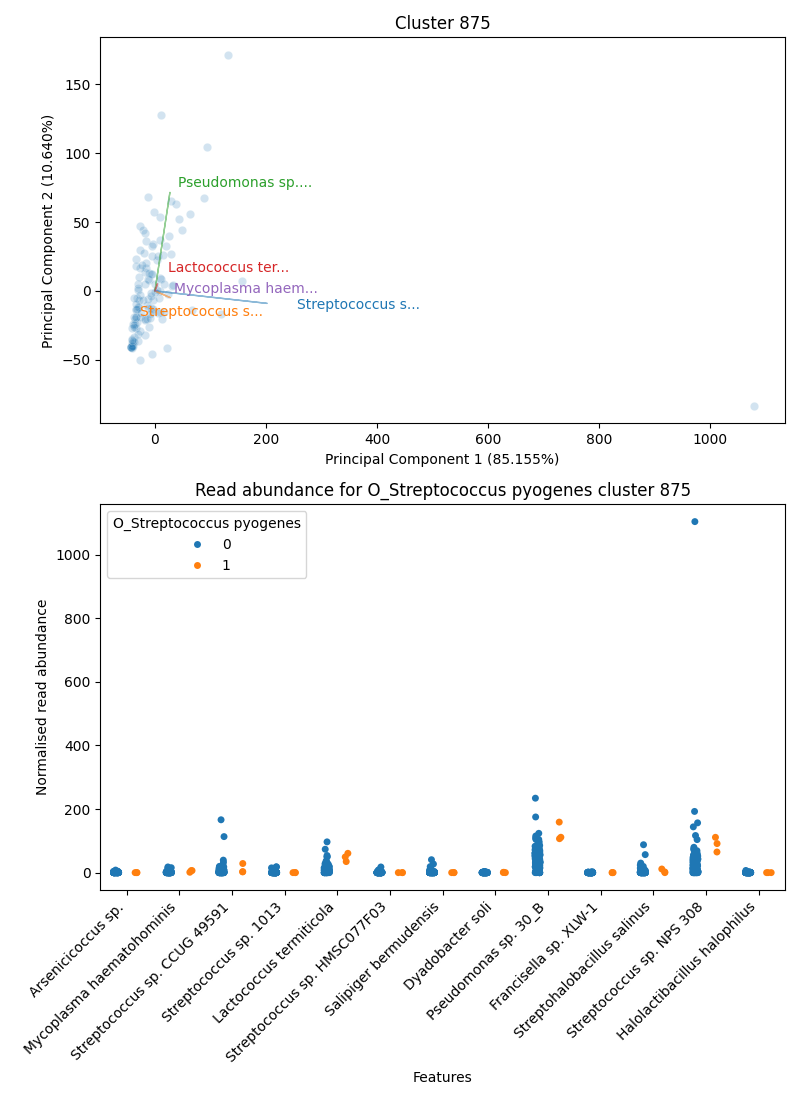 Cluster 875
Principal Component 2 (10.640%)
150
100
50
0
−50
Pseudomonas sp....
Lactococcus ter...
Mycoplasma haem...
Streptococcus s...
Streptococcus s...
0
200
400
600
800
1000
Principal Component 1 (85.155%)
Read abundance for O_Streptococcus pyogenes cluster 875
O_Streptococcus pyogenes
0
1
Normalised read abundance
1000
800
600
400
200
0
Arsenicicoccus sp.
Mycoplasma haematohominis
Streptococcus sp. CCUG 49591
Streptococcus sp. 1013
Lactococcus termiticola
Streptococcus sp. HMSC077F03
Salipiger bermudensis
Dyadobacter soli
Pseudomonas sp. 30_B
Francisella sp. XLW-1
Streptohalobacillus salinus
Streptococcus sp. NPS 308
Halolactibacillus halophilus
Features